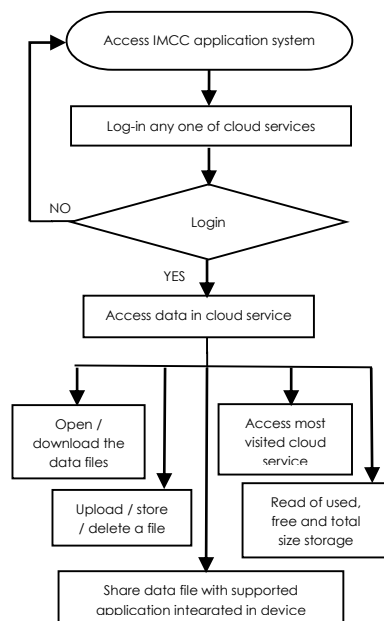 Access IMCC application system
Log-in any one of cloud services
Login
NO
YES
Access data in cloud service
Open /
download the
data files
Access most
visited cloud
service
Upload / store
/ delete a file
Read of used,
free and total
size storage
Share data file with supported
application integrated in device